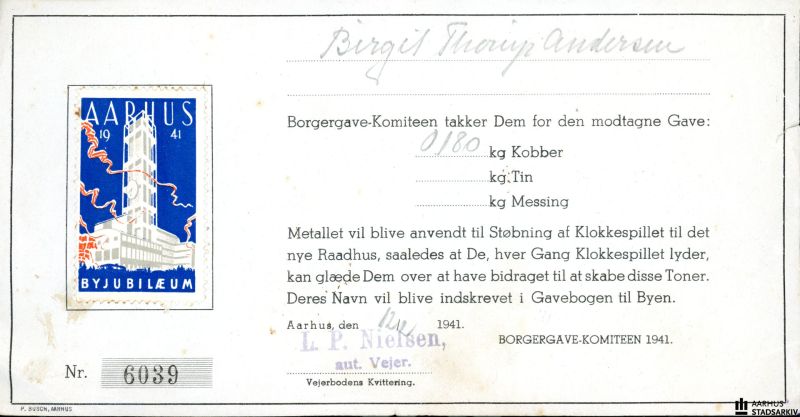 Birgit Thorup Andersen
AARHUS
19 41
BYJUBILÆUM
Borgergave-Komiteen takker Dem for den modtagne Gave:
0/80 kg Kobber
kg Tin
kg Messing
Metallet vil blive anvendt til Støbning af Klokkespillet til det
nye Raadhus, saaledes at De, hver Gang Klokkespillet lyder,
kan glæde Dem over at have bidraget til at skabe disse Toner.
Deres Navn vil blive indskrevet i Gavebogen til Byen.
Aarhus, den 1941.
L. P. Nielsen,
aut. Vejer.
BORGERGAVE-KOMITEEN 1941.
Vejerbodens Kvittering.
Nr. 6039
P. BUSCH, AARHUS
AARHUS
STADSARKIV